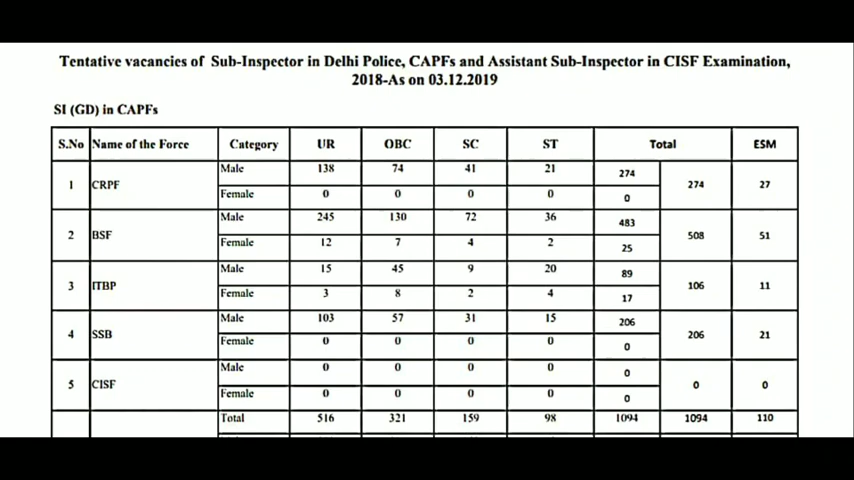 Tentative vacancies of Sub-Inspector in Delhi Police, CAPFs and Assistant Sub-Inspector in CISF Examination,
2018-As on 03.12.2019
SI (GD) in CAPFs
S.No Name of the Force Category UR OBC SC ST Total ESM
1 CRPF Male 138 74 41 21 274 274 27
Female 0 0 0 0 0
2 BSF Male 245 130 72 36 483 508 51
Female 12 7 4 2 25
3 ITBP Male 15 45 9 20 89 106 11
Female 3 8 2 4 17
4 SSB Male 103 57 31 15 206 206 21
Female 0 0 0 0 0
5 CISF Male 0 0 0 0 0 0 0
Female 0 0 0 0 0
Total 516 321 159 98 1094 1094 110